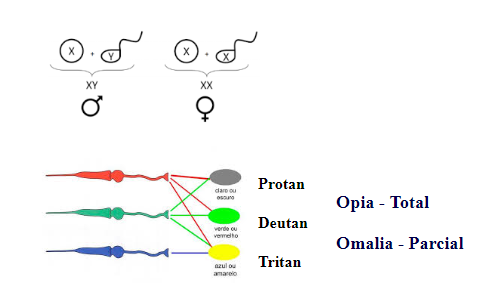 X + Y
X + X
XY
XX
claro ou
escuro
Protan
Opia - Total
verde ou
vermelho
Deutan
Omalia - Parcial
azul ou
amarelo
Tritan